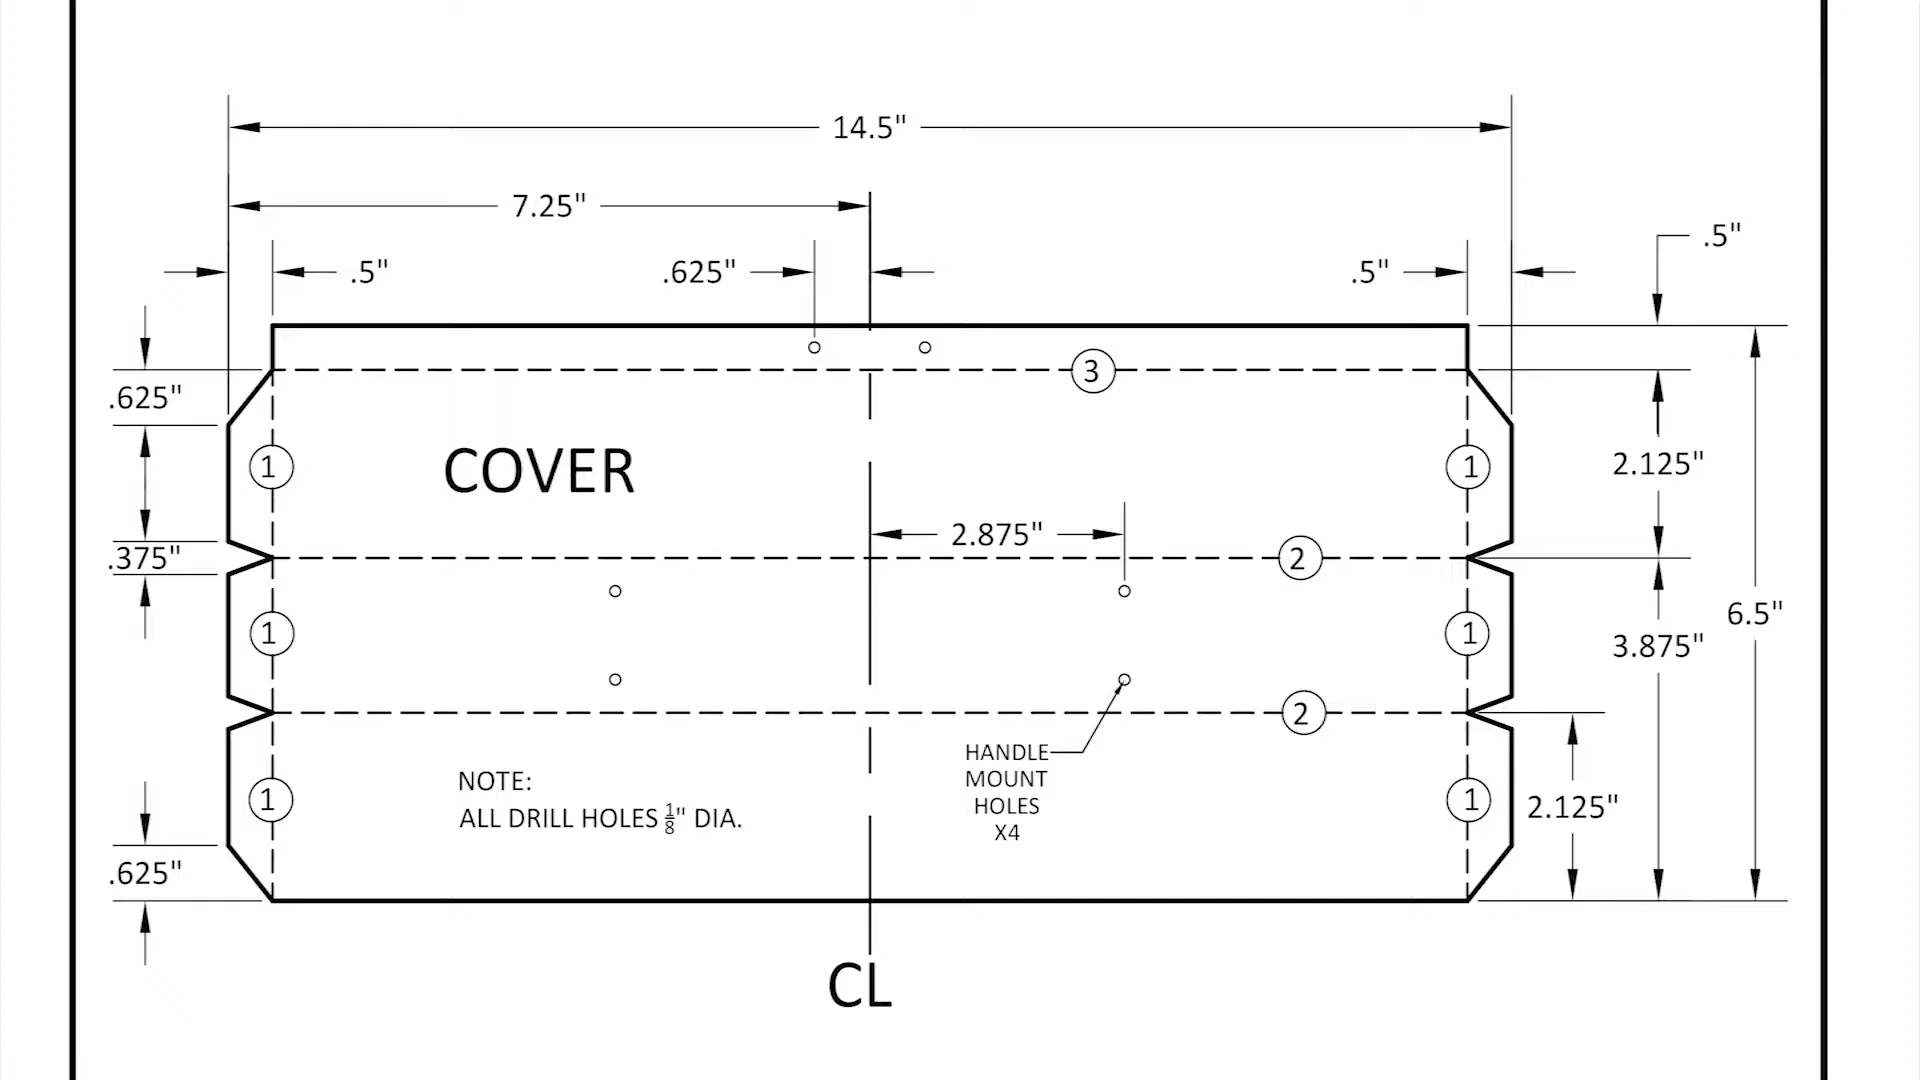 14.5"
7.25"
.5"
.5"
.625"
.5"
3
.625"
1
COVER
1
2.125"
2.875"
.375"
2
6.5"
1
1
3.875"
2
HANDLE
MOUNT
HOLES
X4
NOTE:
ALL DRILL HOLES 1/8" DIA.
1
1
2.125"
.625"
CL